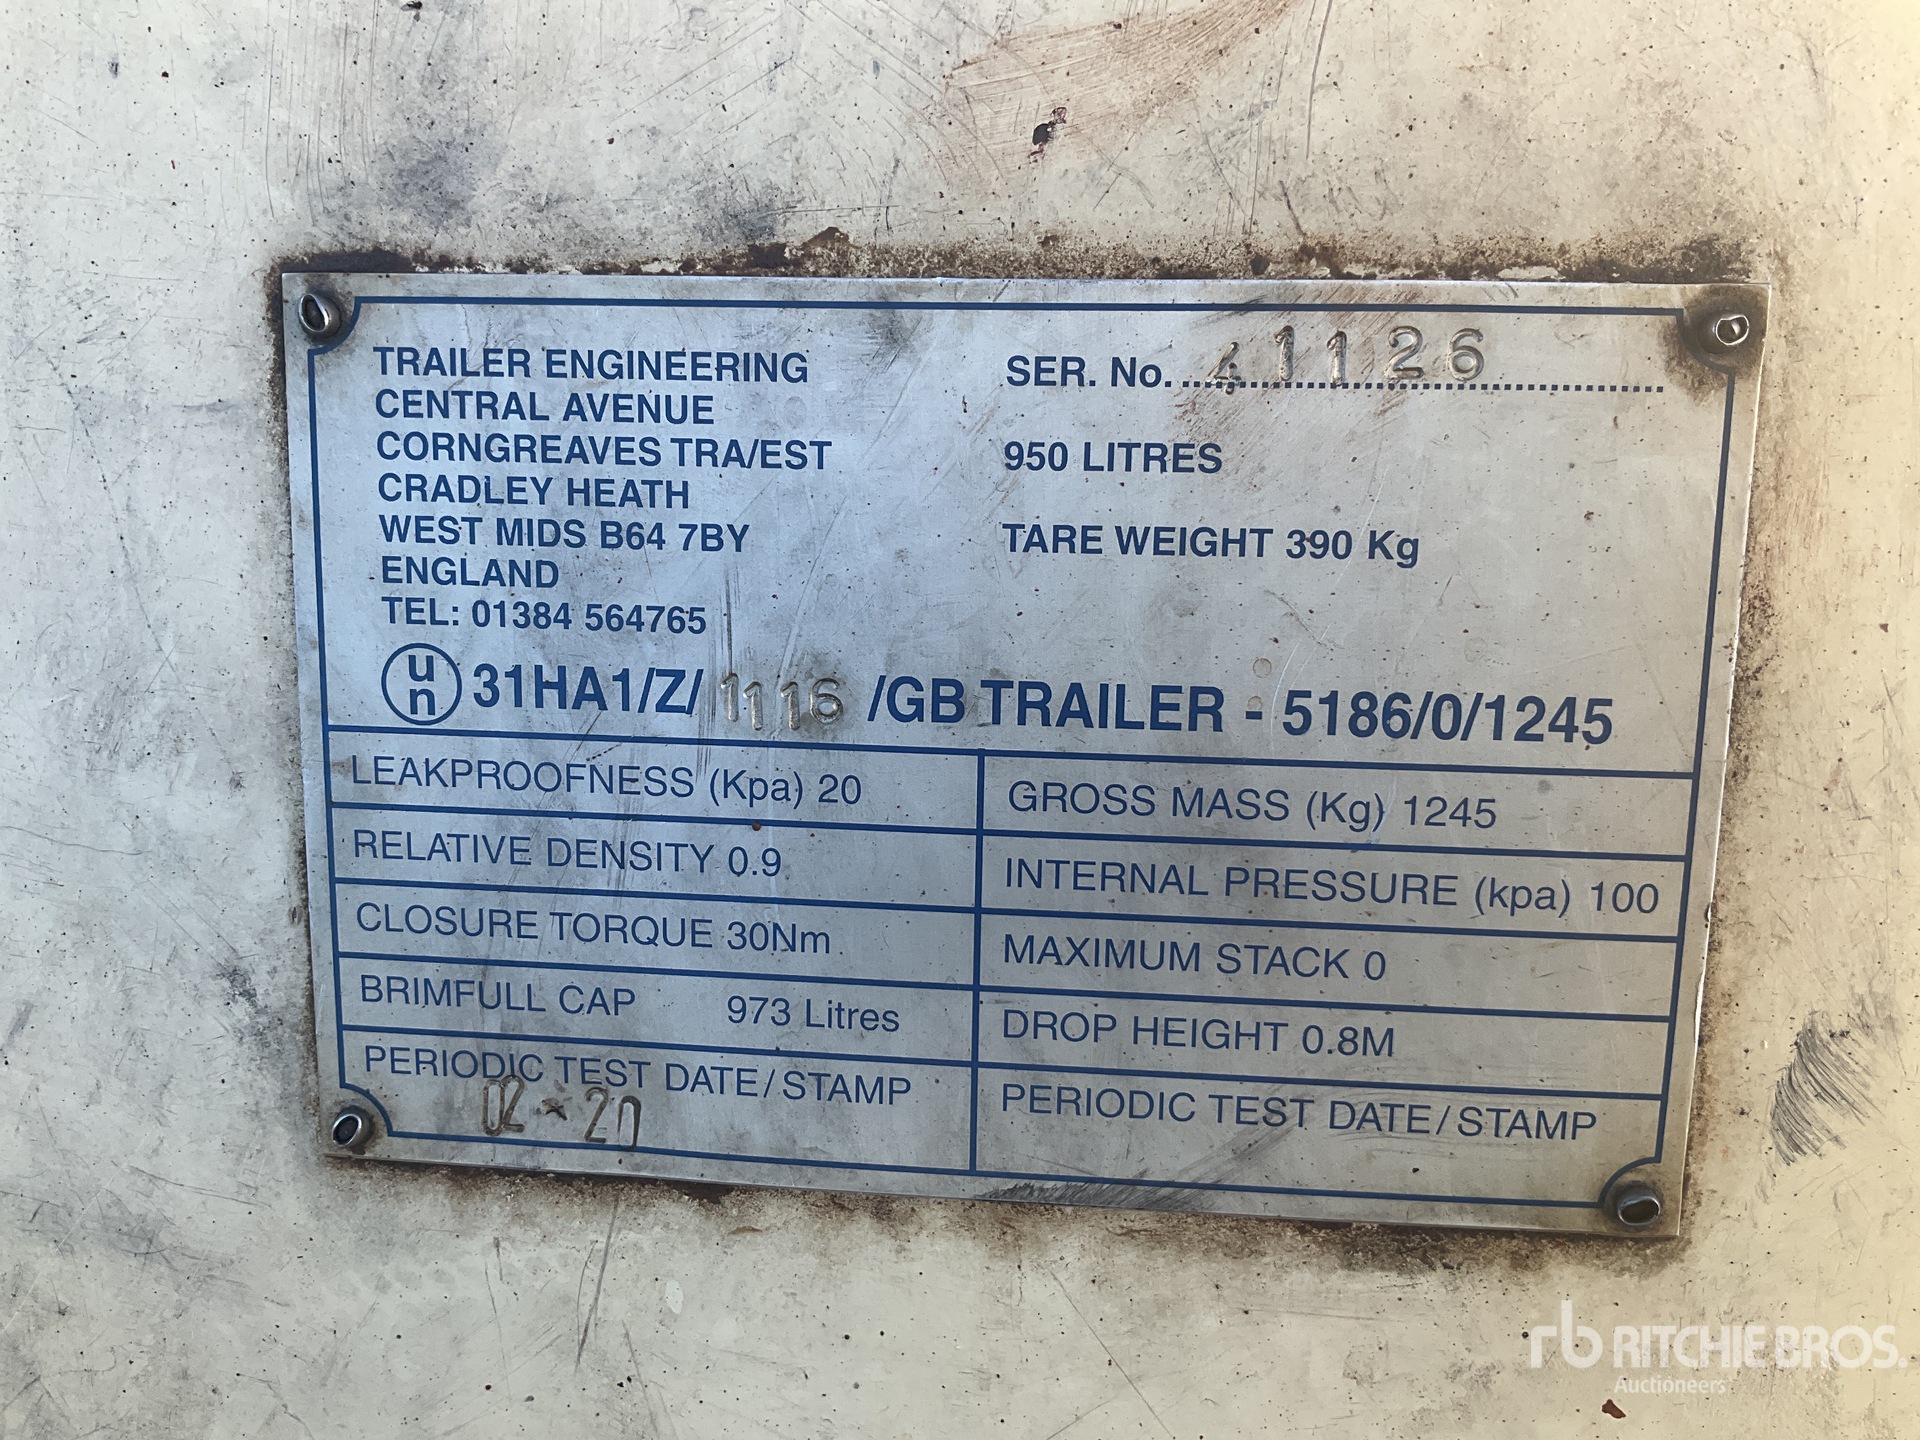 TRAILER ENGINEERING
CENTRAL AVENUE
CORNGREAVES TRA/EST
CRADLEY HEATH
WEST MIDS B64 7BY
ENGLAND
TEL: 01384 564765
SER. No. 41126
950 LITRES
TARE WEIGHT 390 Kg
un 31HA1/Z/ 1116 /GB TRAILER - 5186/0/1245
LEAKPROOFNESS (Kpa) 20
GROSS MASS (Kg) 1245
RELATIVE DENSITY 0.9
INTERNAL PRESSURE (kpa) 100
CLOSURE TORQUE 30Nm
MAXIMUM STACK 0
BRIMFULL CAP 973 Litres
DROP HEIGHT 0.8M
PERIODIC TEST DATE/STAMP
02 * 20
PERIODIC TEST DATE/STAMP
rb RITCHIE BROS.
Auctioneers